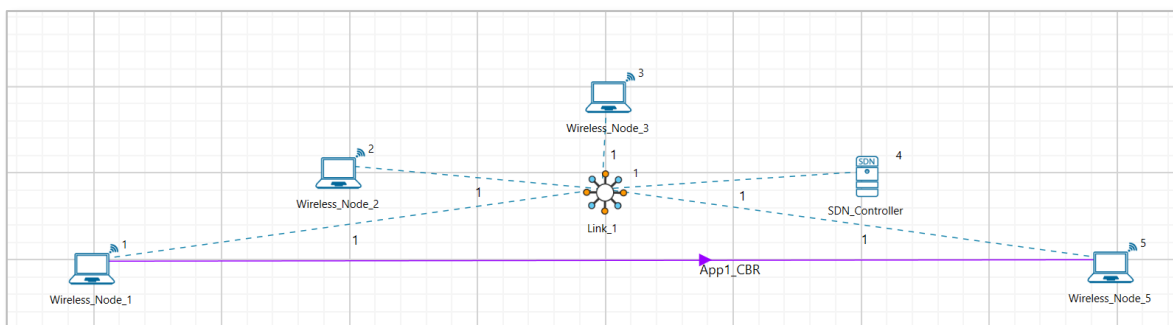 3
Wireless_Node_3
2
Wireless_Node_2
1
1
Link_1
SDN
4
SDN_Controller
1
1
1
1
1
Wireless_Node_1
App1_CBR
5
Wireless_Node_5